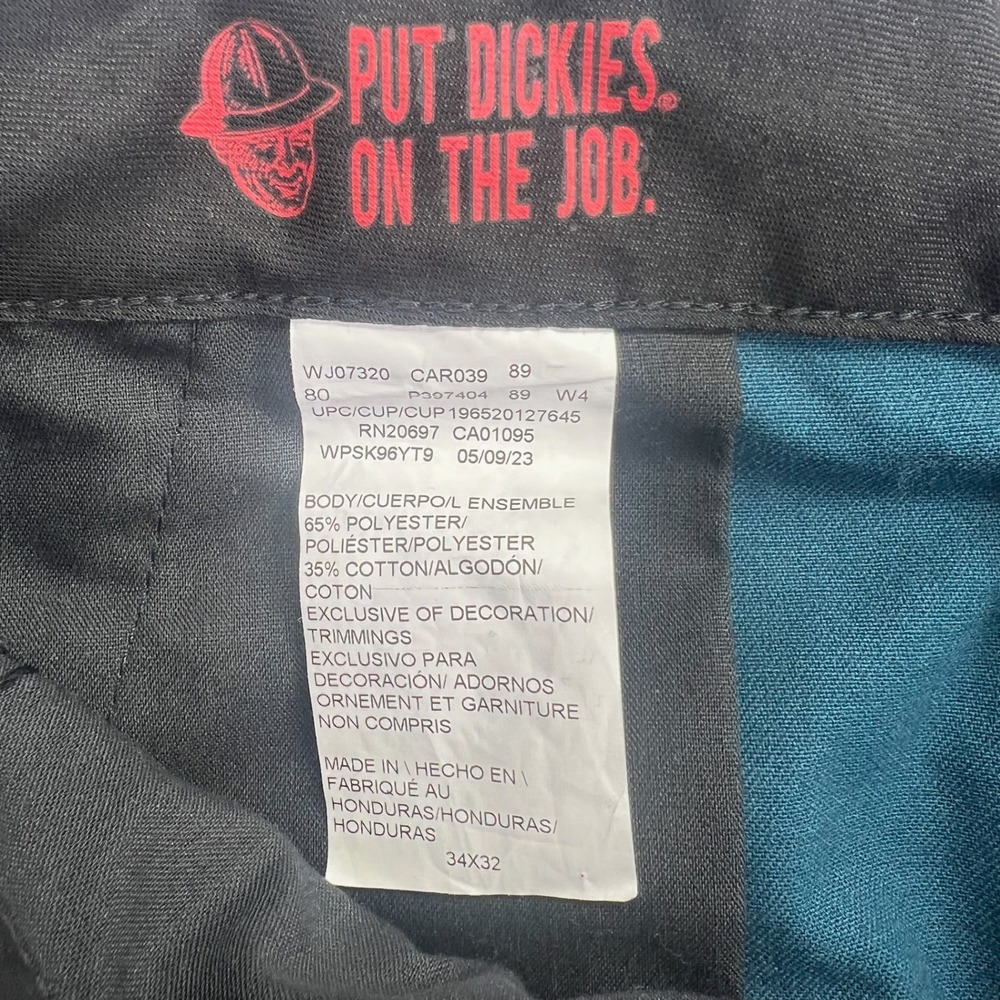 PUT DICKIES®
ON THE JOB.
WJ07320 CAR039 89
80 P397404 89 W4
UPC/CUP/CUP 196520127645
RN20697 CA01095
WPSK96YT9 05/09/23
BODY/CUERPO/L ENSEMBLE
65% POLYESTER/
POLIÉSTER/POLYESTER
35% COTTON/ALGODÓN/
COTON
EXCLUSIVE OF DECORATION/
TRIMMINGS
EXCLUSIVO PARA
DECORACIÓN/ ADORNOS
ORNEMENT ET GARNITURE
NON COMPRIS
MADE IN \ HECHO EN \
FABRIQUÉ AU
HONDURAS/HONDURAS/
HONDURAS
34X32